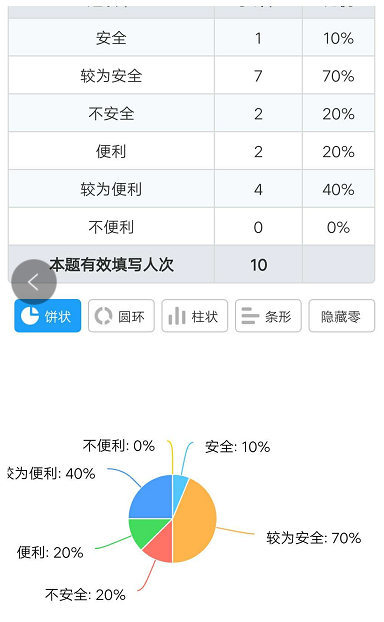 安全 1 10%
较为安全 7 70%
不安全 2 20%
便利 2 20%
较为便利 4 40%
不便利 0 0%
本题有效填写人次 10
饼状 圆环 柱状 条形 隐藏零
不便利: 0% 安全: 10%
较为便利: 40%
较为安全: 70%
便利: 20%
不安全: 20%